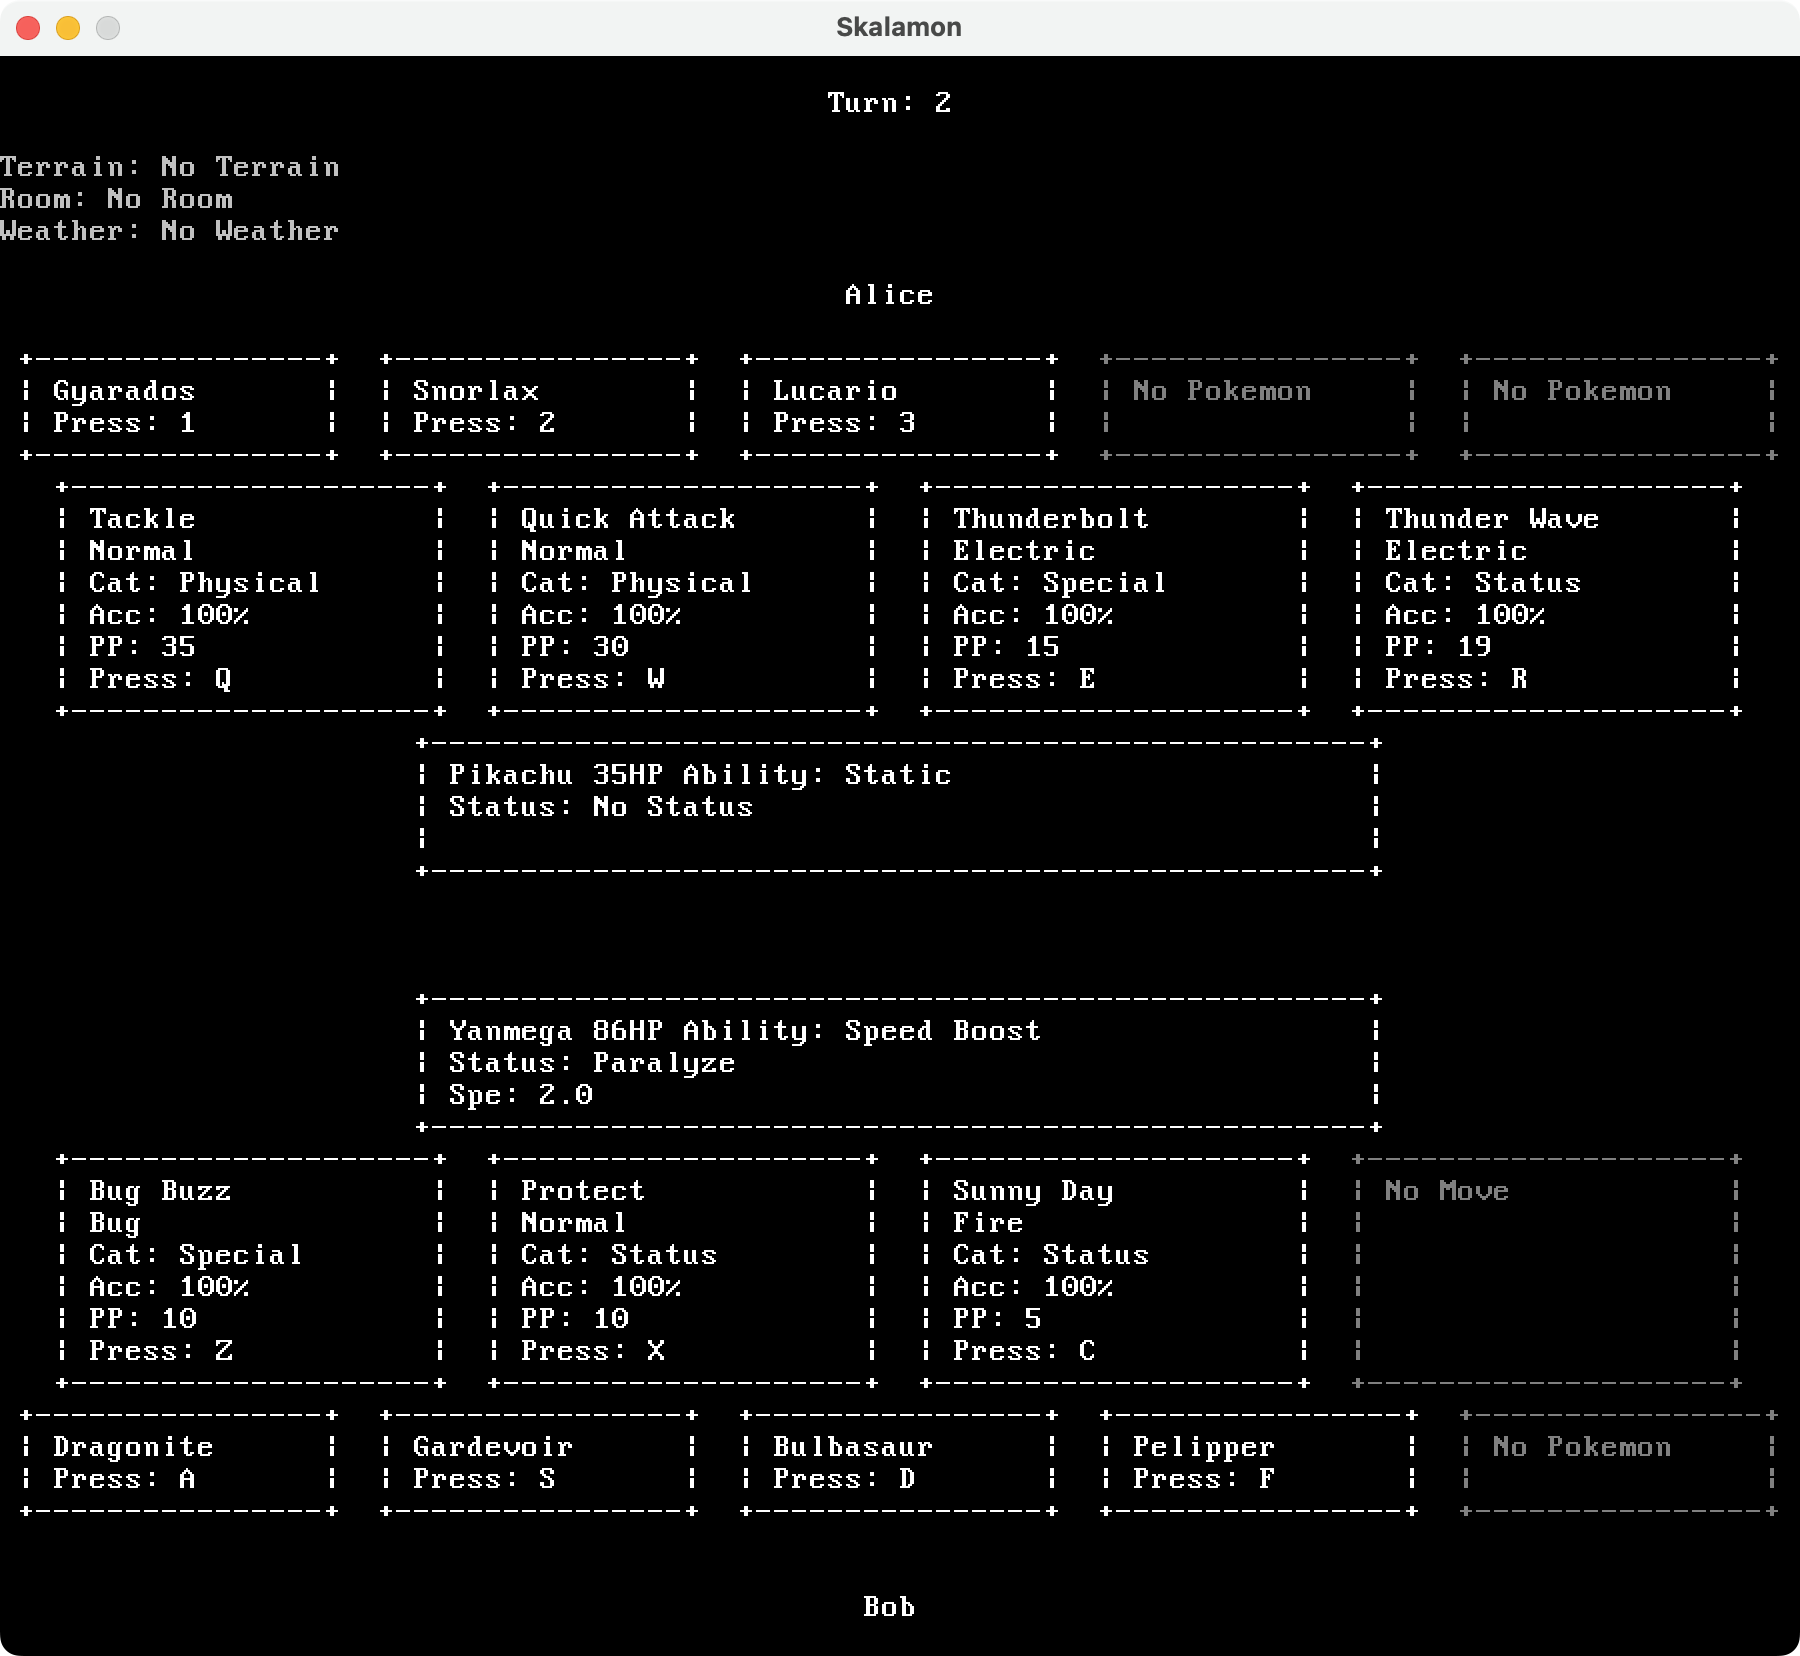 Skalamon
Turn: 2
Terrain: No Terrain
Room: No Room
Weather: No Weather
Alice
Gyarados
Press: 1
Snorlax
Press: 2
Lucario
Press: 3
No Pokemon
No Pokemon
Tackle
Normal
Cat: Physical
Acc: 100%
PP: 35
Press: Q
Quick Attack
Normal
Cat: Physical
Acc: 100%
PP: 30
Press: W
Thunderbolt
Electric
Cat: Special
Acc: 100%
PP: 15
Press: E
Thunder Wave
Electric
Cat: Status
Acc: 100%
PP: 19
Press: R
Pikachu 35HP Ability: Static
Status: No Status
Yanmega 86HP Ability: Speed Boost
Status: Paralyze
Spe: 2.0
Bug Buzz
Bug
Cat: Special
Acc: 100%
PP: 10
Press: Z
Protect
Normal
Cat: Status
Acc: 100%
PP: 10
Press: X
Sunny Day
Fire
Cat: Status
Acc: 100%
PP: 5
Press: C
No Move
Dragonite
Press: A
Gardevoir
Press: S
Bulbasaur
Press: D
Pelipper
Press: F
No Pokemon
Bob